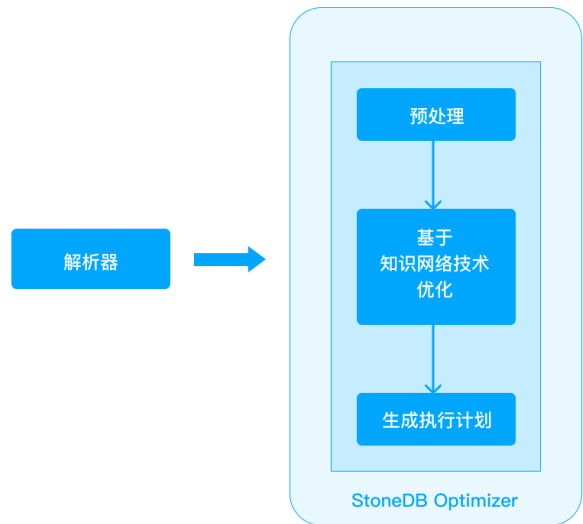 解析器
预处理
基于
知识网络技术
优化
生成执行计划
StoneDB Optimizer